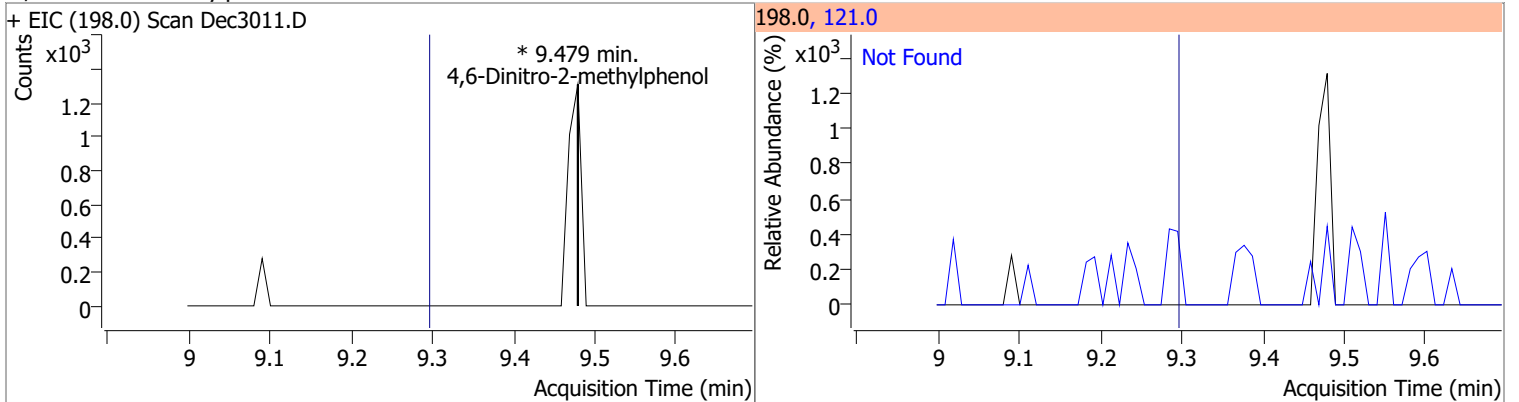 + EIC (198.0) Scan Dec3011.D
Counts
x10³
* 9.479 min.
4,6-Dinitro-2-methylphenol
1.2
1
0.8
0.6
0.4
0.2
0
9 9.1 9.2 9.3 9.4 9.5 9.6
Acquisition Time (min)
198.0, 121.0
Relative Abundance (%)
x10³
Not Found
1.2
1
0.8
0.6
0.4
0.2
0
9 9.1 9.2 9.3 9.4 9.5 9.6
Acquisition Time (min)